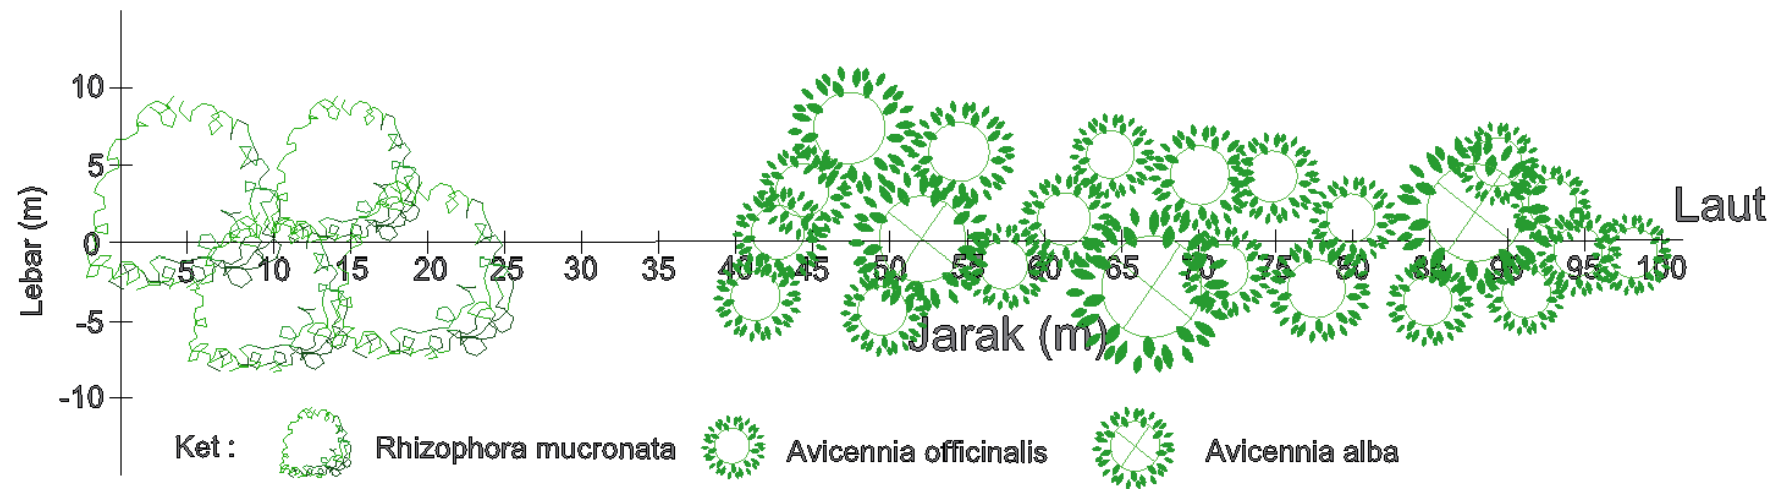 10
5
0
-5
-10
Lebar (m)
5 10 15 20 25 30 35 40 45 50 55 60 65 70 75 80 85 90 95 100
Laut
Jarak (m)
Ket : Rhizophora mucronata Avicennia officinalis Avicennia alba